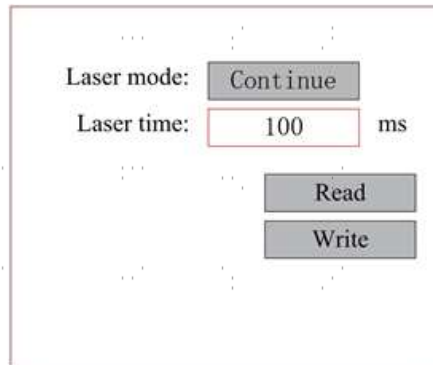 Laser mode: Continue
Laser time: 100 ms
Read
Write